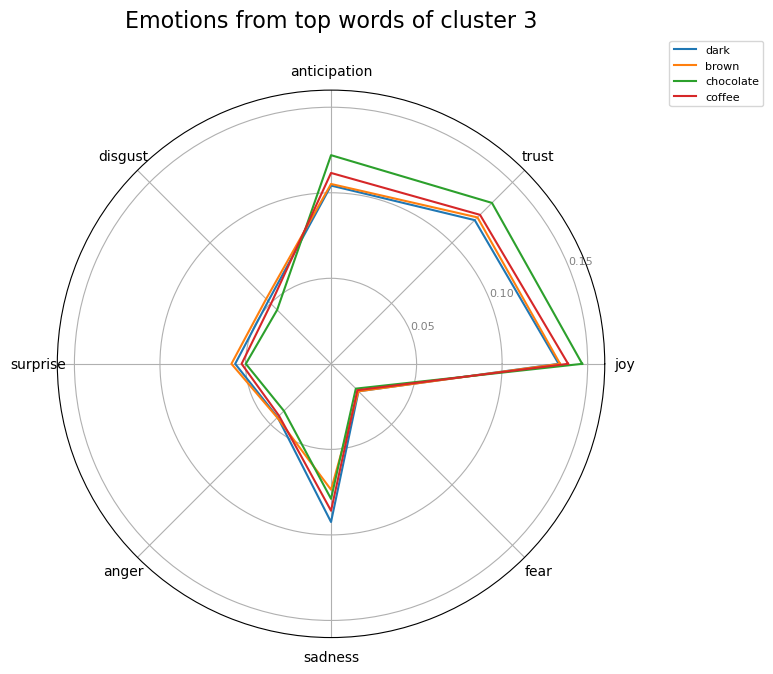 Emotions from top words of cluster 3
dark
brown
chocolate
coffee
anticipation
disgust
trust
0.15
0.10
0.05
surprise
joy
anger
fear
sadness